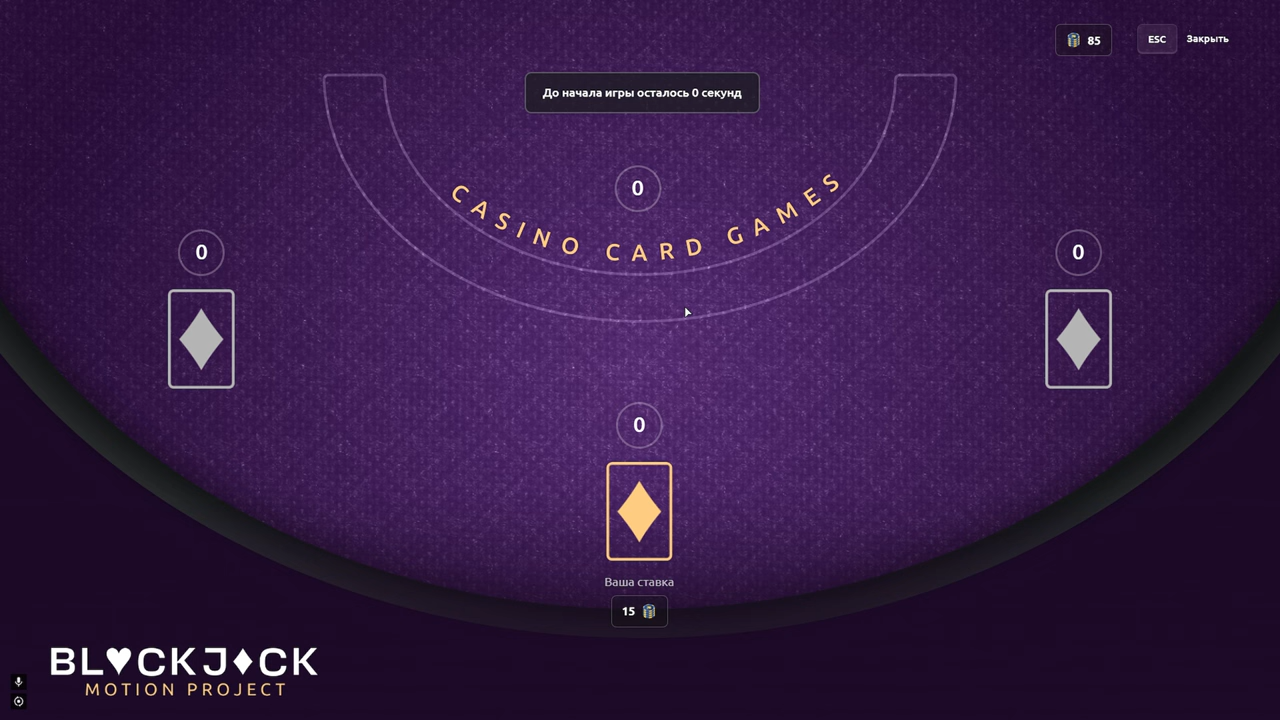 85
ESC Закрыть
До начала игры осталось 0 секунд
0
CASINO CARD GAMES
0
0
0
Ваша ставка
15
BL♥CKJ♦CK
MOTION PROJECT